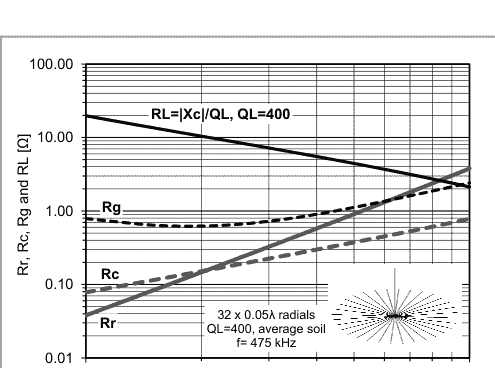 100.00
RL=|Xc|/QL, QL=400
10.00
Rr, Rc, Rg and RL [Ω]
Rg
1.00
Rc
0.10
Rr
32 x 0.05λ radials
QL=400, average soil
f= 475 kHz
0.01